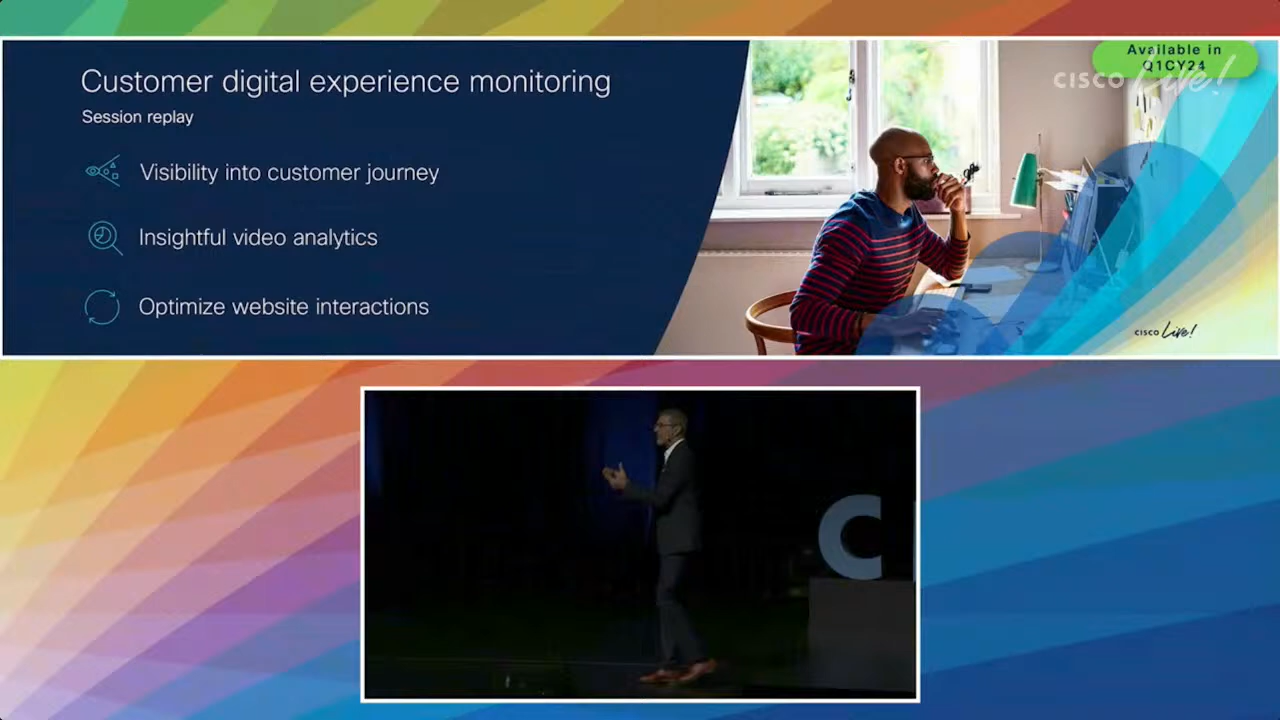 Customer digital experience monitoring
Session replay
Visibility into customer journey
Insightful video analytics
Optimize website interactions
Available in
Q1CY24
CISCO Live!
CISCO Live!
C